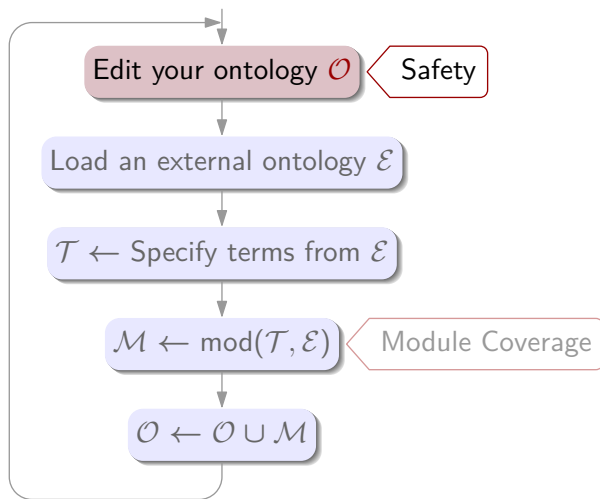 Edit your ontology 𝒪
Safety
Load an external ontology ℰ
𝒯 ← Specify terms from ℰ
ℳ ← mod(𝒯, ℰ)
Module Coverage
𝒪 ← 𝒪 ∪ ℳ